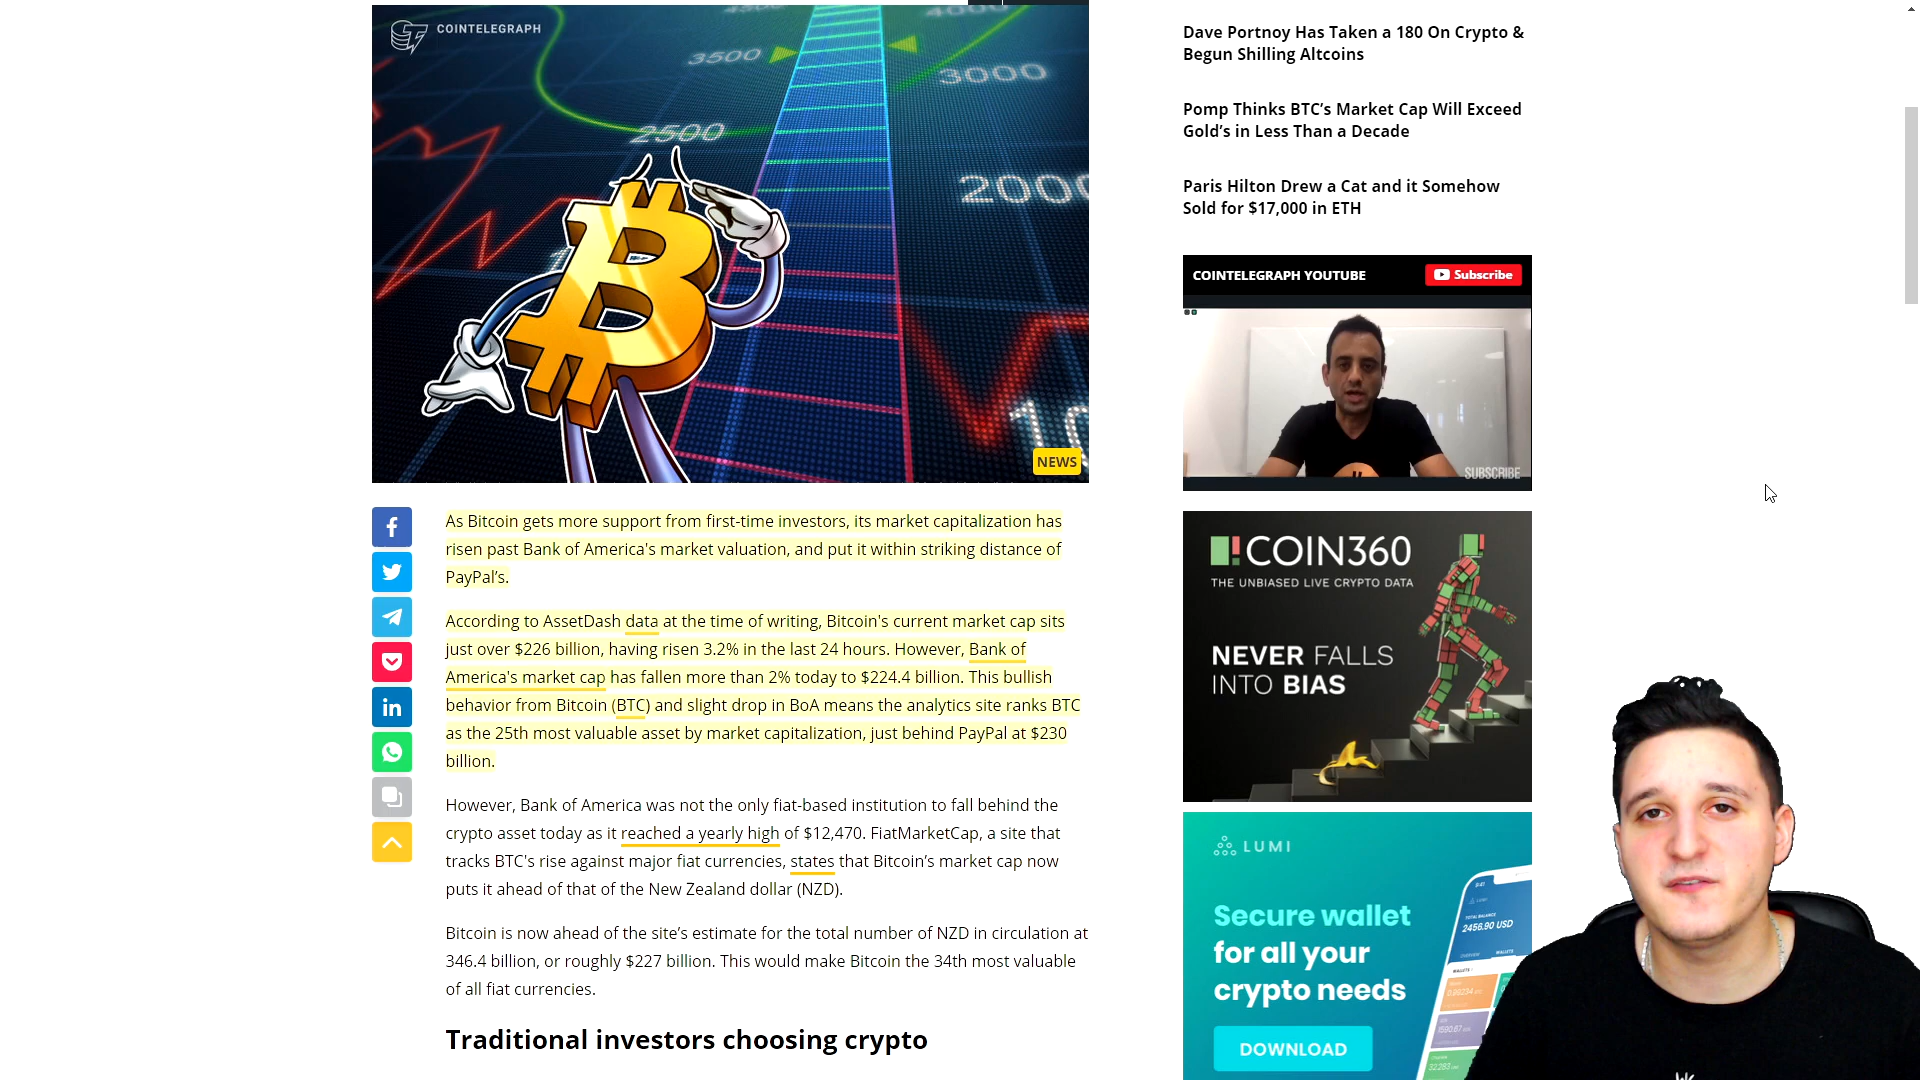 COINTELEGRAPH
4000
3500
3000
2500
2000
NEWS
As Bitcoin gets more support from first-time investors, its market capitalization has
risen past Bank of America's market valuation, and put it within striking distance of
PayPal’s.
According to AssetDash data at the time of writing, Bitcoin's current market cap sits
just over $226 billion, having risen 3.2% in the last 24 hours. However, Bank of
America's market cap has fallen more than 2% today to $224.4 billion. This bullish
behavior from Bitcoin (BTC) and slight drop in BoA means the analytics site ranks BTC
as the 25th most valuable asset by market capitalization, just behind PayPal at $230
billion.
However, Bank of America was not the only fiat-based institution to fall behind the
crypto asset today as it reached a yearly high of $12,470. FiatMarketCap, a site that
tracks BTC's rise against major fiat currencies, states that Bitcoin’s market cap now
puts it ahead of that of the New Zealand dollar (NZD).
Bitcoin is now ahead of the site’s estimate for the total number of NZD in circulation at
346.4 billion, or roughly $227 billion. This would make Bitcoin the 34th most valuable
of all fiat currencies.
Traditional investors choosing crypto
Dave Portnoy Has Taken a 180 On Crypto &
Begun Shilling Altcoins
Pomp Thinks BTC’s Market Cap Will Exceed
Gold’s in Less Than a Decade
Paris Hilton Drew a Cat and it Somehow
Sold for $17,000 in ETH
COINTELEGRAPH YOUTUBE
Subscribe
SUBSCRIBE
COIN360
THE UNBIASED LIVE CRYPTO DATA
NEVER FALLS
INTO BIAS
LUMI
Secure wallet
for all your
crypto needs
DOWNLOAD
TOTAL BALANCE
2456.90 USD
WALLETS